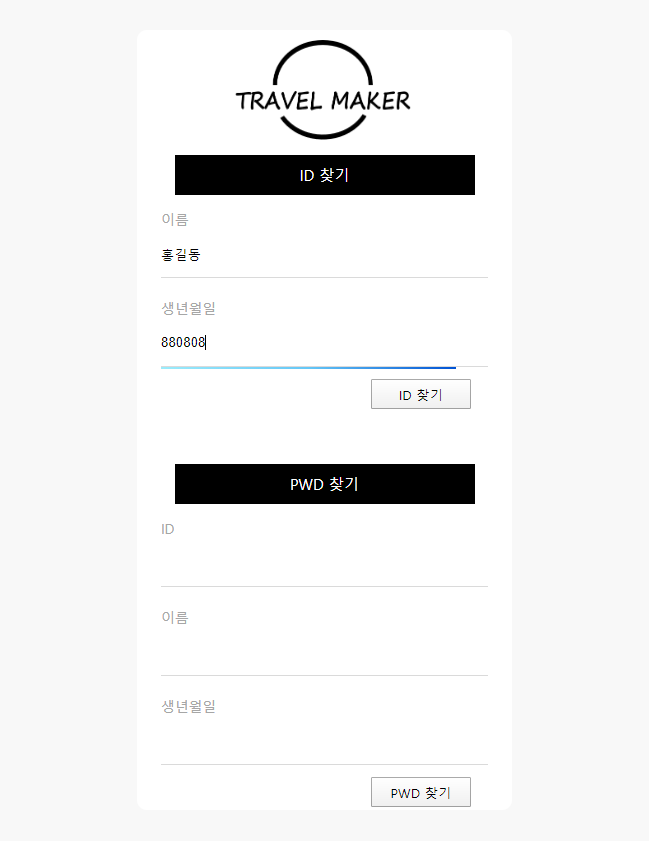 TRAVEL MAKER
ID 찾기
이름
홍길동
생년월일
880808
ID 찾기
PWD 찾기
ID
이름
생년월일
PWD 찾기